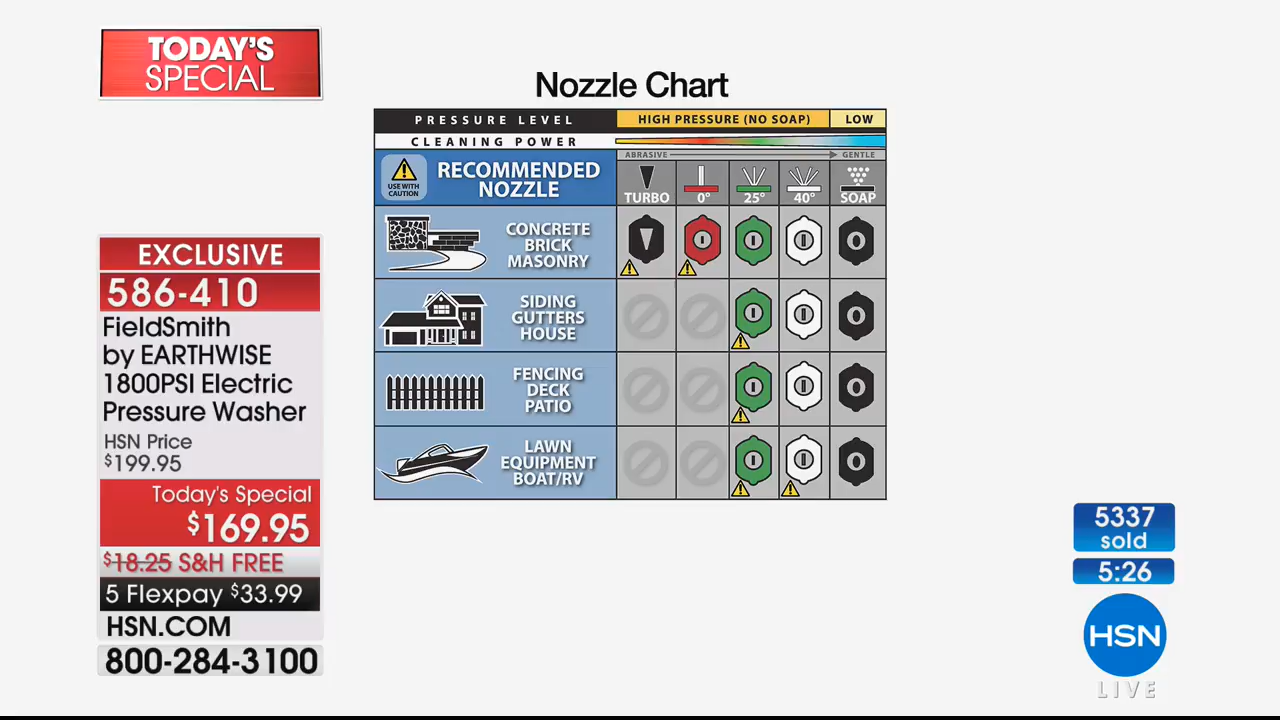 TODAY'S
SPECIAL
Nozzle Chart
PRESSURE LEVEL
HIGH PRESSURE (NO SOAP)
LOW
CLEANING POWER
ABRASIVE
GENTLE
USE WITH
CAUTION
RECOMMENDED
NOZZLE
TURBO
0°
25°
40°
SOAP
CONCRETE
BRICK
MASONRY
SIDING
GUTTERS
HOUSE
FENCING
DECK
PATIO
LAWN
EQUIPMENT
BOAT/RV
EXCLUSIVE
586-410
FieldSmith
by EARTHWISE
1800PSI Electric
Pressure Washer
HSN Price
$199.95
Today's Special
$169.95
$18.25 S&H FREE
5 Flexpay $33.99
HSN.COM
800-284-3100
5337
sold
5:26
HSN
LIVE